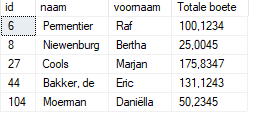 id naam voornaam Totale boete
6 Pementier Raf 100,1234
8 Niewenburg Bertha 25,0045
27 Cools Marjan 175,8347
44 Bakker, de Eric 131,1243
104 Moerman Daniëlla 50,2345